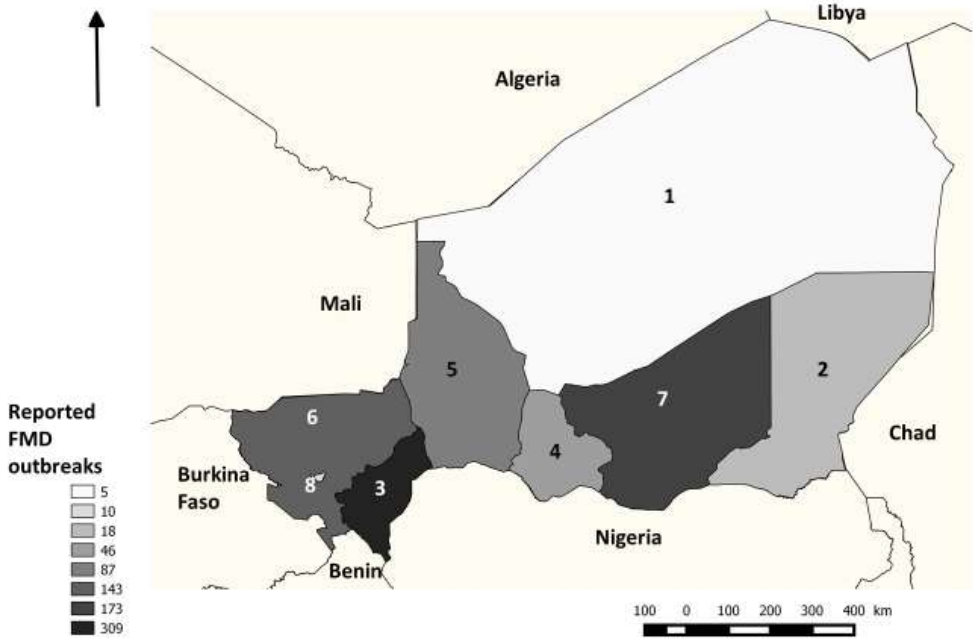 Libya
Algeria
1
Mali
5
2
7
Reported
FMD
outbreaks
6
Chad
4
Burkina
Faso
8
3
5
10
18
46
87
143
173
309
Nigeria
Benin
100 0 100 200 300 400 km